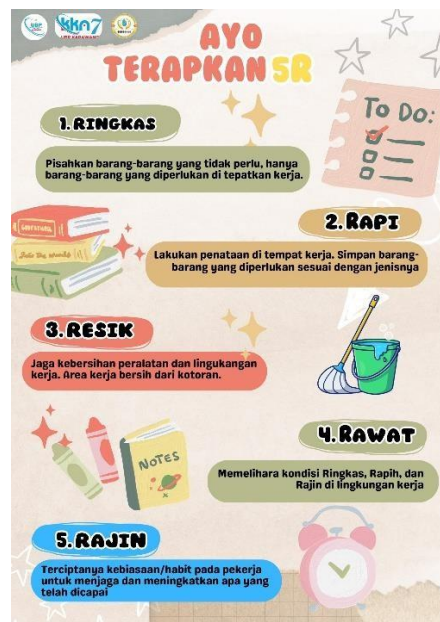 KKN 7
AYO
TERAPKAN 5R
To Do:
1. RINGKAS
Pisahkan barang-barang yang tidak perlu, hanya
barang-barang yang diperlukan di tepatkan kerja.
2. RAPI
Lakukan penataan di tempat kerja. Simpan barang-
barang yang diperlukan sesuai dengan jenisnya
3. RESIK
Jaga kebersihan peralatan dan lingukangan
kerja. Area kerja bersih dari kotoran.
NOTES
4. RAWAT
Memelihara kondisi Ringkas, Rapih, dan
Rajin di lingkungan kerja
5. RAJIN
Terciptanya kebiasaan/habit pada pekerja
untuk menjaga dan meningkatkan apa yang
telah dicapai